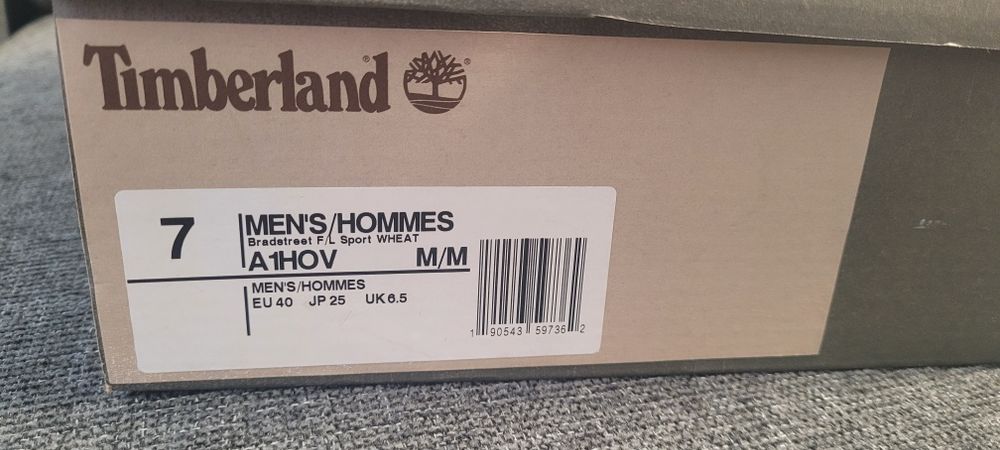 Timberland®
7
MEN'S/HOMMES
Bradstreet F/L Sport WHEAT
A1HOV M/M
MEN'S/HOMMES
EU 40 JP 25 UK 6.5
1 90543 59736 2